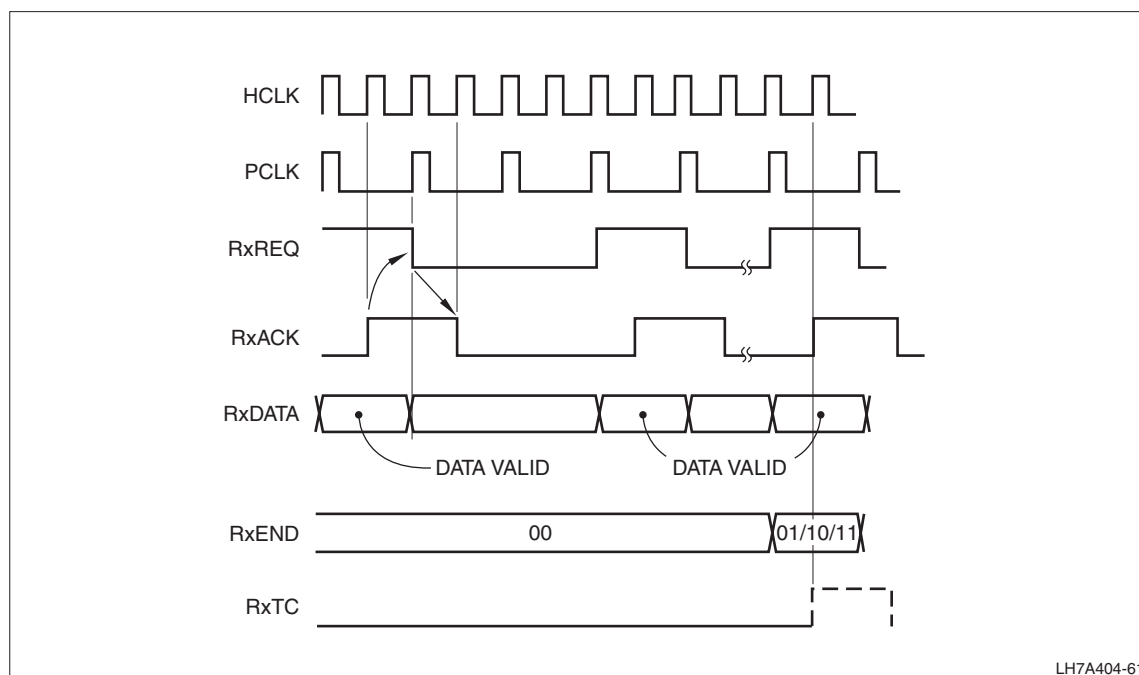 HCLK
PCLK
RxREQ
RxACK
RxDATA
DATA VALID DATA VALID
RxEND 00 01/10/11
RxTC
LH7A404-61